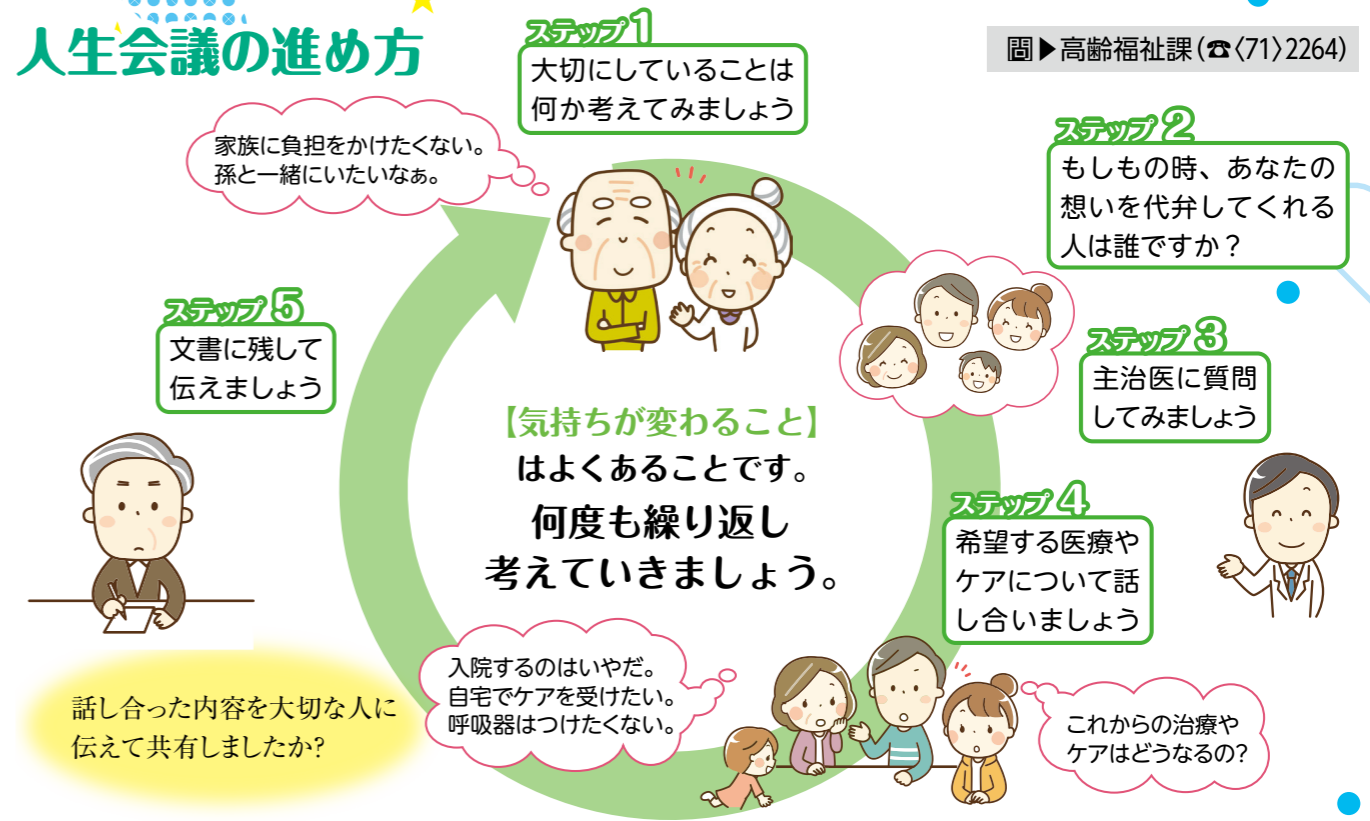 人生会議の進め方
問▶高齢福祉課(☎〈71〉2264)
ステップ1
大切にしていることは
何か考えてみましょう
家族に負担をかけたくない。
孫と一緒にいたいなぁ。
ステップ2
もしもの時、あなたの
想いを代弁してくれる
人は誰ですか？
ステップ3
主治医に質問
してみましょう
ステップ4
希望する医療や
ケアについて話
し合いましょう
入院するのはいやだ。
自宅でケアを受けたい。
呼吸器はつけたくない。
これからの治療や
ケアはどうなるの?
ステップ5
文書に残して
伝えましょう
【気持ちが変わること】
はよくあることです。
何度も繰り返し
考えていきましょう。
話し合った内容を大切な人に
伝えて共有しましたか?